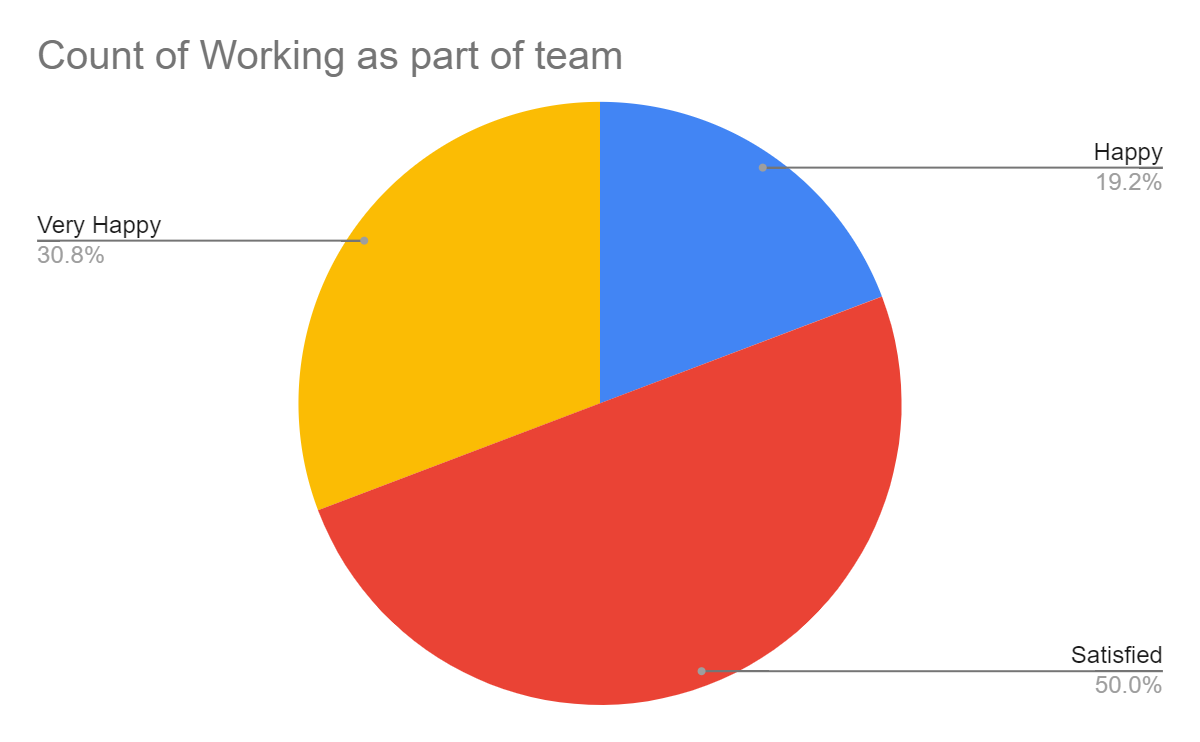 Count of Working as part of team
Happy
19.2%
Very Happy
30.8%
Satisfied
50.0%